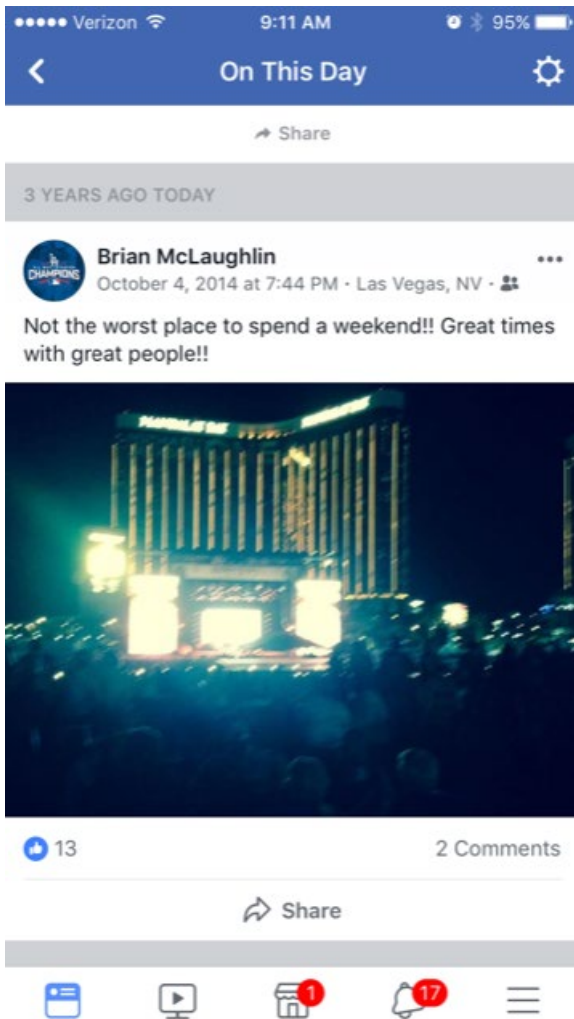 Verizon 9:11 AM 95%
On This Day
Share
3 YEARS AGO TODAY
Brian McLaughlin
October 4, 2014 at 7:44 PM · Las Vegas, NV ·
Not the worst place to spend a weekend!! Great times
with great people!!
CHAMPIONS
13 2 Comments
Share
1 17